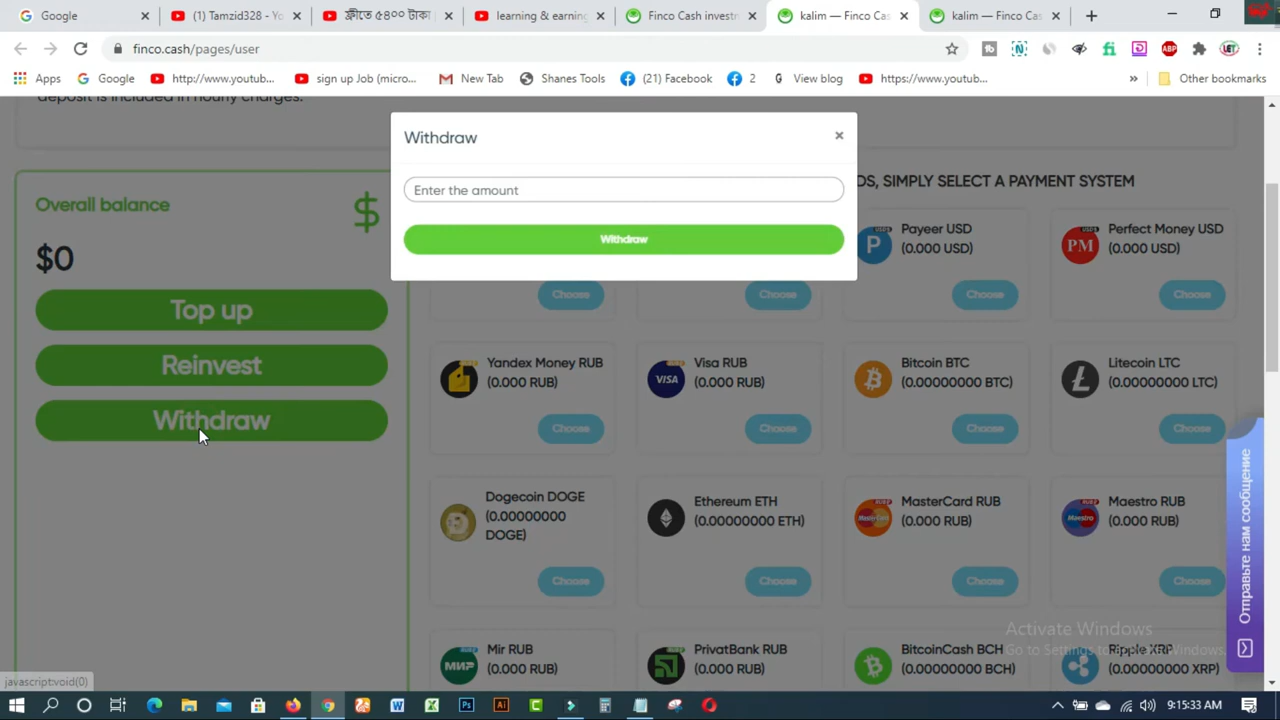 Google
(1) Tamzid328 - Yo
ফ্রীতে ৫৪০০ টাকা
learning & earning
Finco Cash investm
kalim — Finco Cas
kalim — Finco Cas
finco.cash/pages/user
Apps
Google
http://www.youtub...
sign up Job (micro...
New Tab
Shanes Tools
(21) Facebook
2
View blog
https://www.youtub...
»
Other bookmarks
deposit is included in hourly charges.
Withdraw
×
Enter the amount
Withdraw
DS, SIMPLY SELECT A PAYMENT SYSTEM
Overall balance
$
$0
Top up
Reinvest
Withdraw
Payeer USD
(0.000 USD)
Perfect Money USD
(0.000 USD)
Choose
Choose
Choose
Choose
Yandex Money RUB
(0.000 RUB)
Visa RUB
(0.000 RUB)
Bitcoin BTC
(0.00000000 BTC)
Litecoin LTC
(0.00000000 LTC)
Choose
Choose
Choose
Choose
Dogecoin DOGE
(0.00000000
DOGE)
Ethereum ETH
(0.00000000 ETH)
MasterCard RUB
(0.000 RUB)
Maestro RUB
(0.000 RUB)
Choose
Choose
Choose
Choose
Mir RUB
(0.000 RUB)
PrivatBank RUB
(0.000 RUB)
BitcoinCash BCH
(0.00000000 BCH)
Ripple XRP
(0.00000000 XRP)
Отправьте нам сообщение
Activate Windows
Go to Settings to activate Windows.
javascript:void(0)
9:15:33 AM